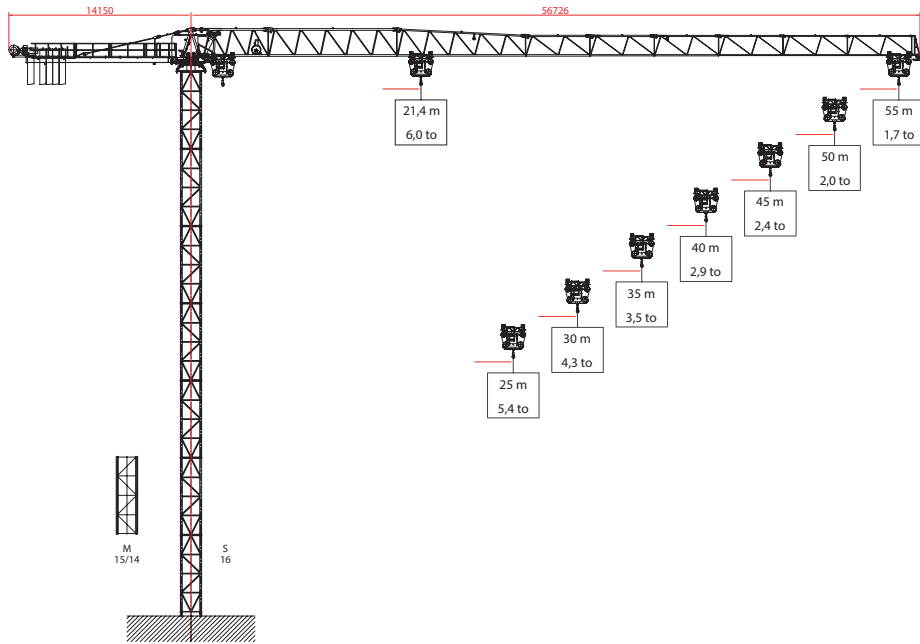 14150
56726
21,4 m
6,0 to
55 m
1,7 to
50 m
2,0 to
45 m
2,4 to
40 m
2,9 to
35 m
3,5 to
30 m
4,3 to
25 m
5,4 to
M
15/14
S
16